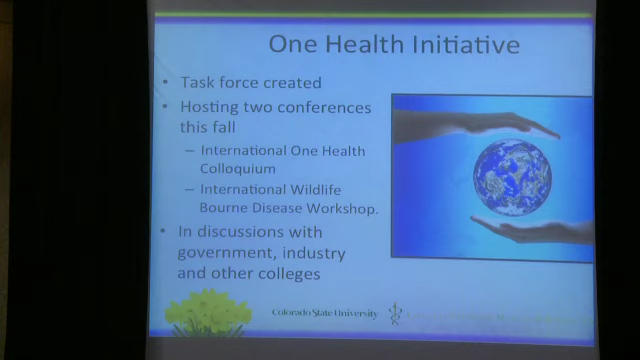 One Health Initiative
• Task force created
• Hosting two conferences
this fall
– International One Health
Colloquium
– International Wildlife
Bourne Disease Workshop.
• In discussions with
government, industry
and other colleges
Colorado State University